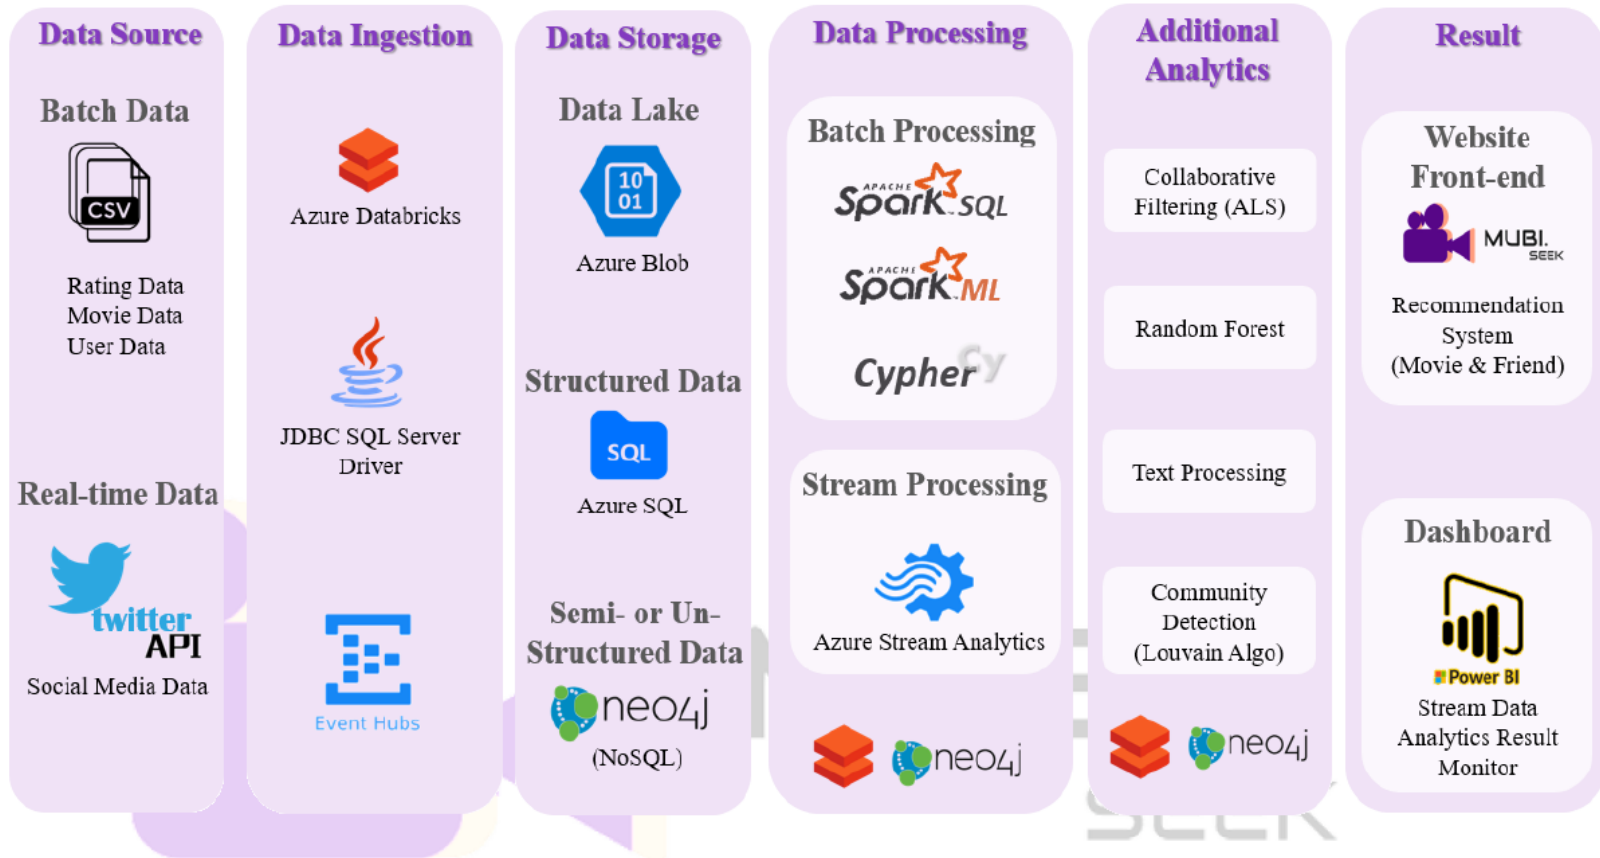 Data Source
Batch Data
CSV
Rating Data
Movie Data
User Data
Real-time Data
twitter
API
Social Media Data
Data Ingestion
Azure Databricks
JDBC SQL Server
Driver
Event Hubs
Data Storage
Data Lake
10
01
Azure Blob
Structured Data
SQL
Azure SQL
Semi- or Un-
Structured Data
neo4j
(NoSQL)
Data Processing
Batch Processing
APACHE
Spark SQL
APACHE
Spark ML
Cy
Cypher
Stream Processing
Azure Stream Analytics
neo4j
Additional
Analytics
Collaborative
Filtering (ALS)
Random Forest
Text Processing
Community
Detection
(Louvain Algo)
neo4j
Result
Website
Front-end
MUBI.
SEEK
Recommendation
System
(Movie & Friend)
Dashboard
Power BI
Stream Data
Analytics Result
Monitor
SEEK